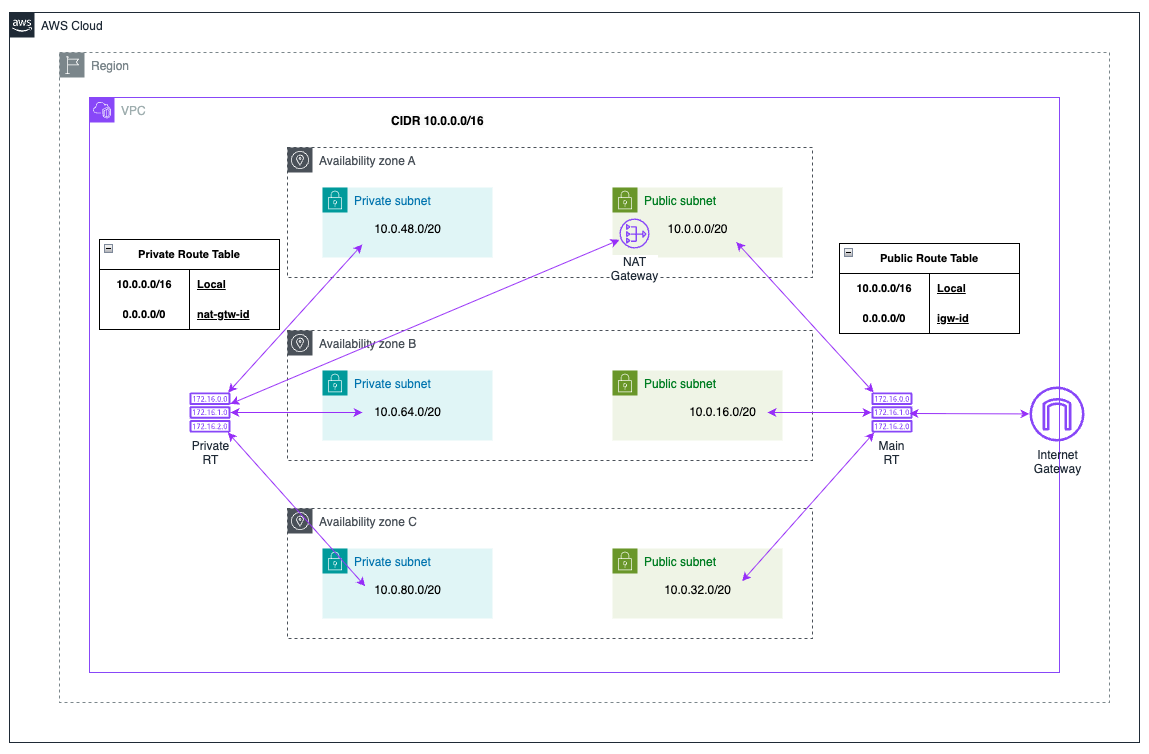 aws
AWS Cloud
Region
VPC
CIDR 10.0.0.0/16
Availability zone A
Private subnet
10.0.48.0/20
Public subnet
10.0.0.0/20
NAT
Gateway
Private Route Table
10.0.0.0/16 Local
0.0.0.0/0 nat-gtw-id
Public Route Table
10.0.0.0/16 Local
0.0.0.0/0 igw-id
Availability zone B
Private subnet
10.0.64.0/20
Public subnet
10.0.16.0/20
172.16.0.0
172.16.1.0
172.16.2.0
Private
RT
172.16.0.0
172.16.1.0
172.16.2.0
Main
RT
Internet
Gateway
Availability zone C
Private subnet
10.0.80.0/20
Public subnet
10.0.32.0/20